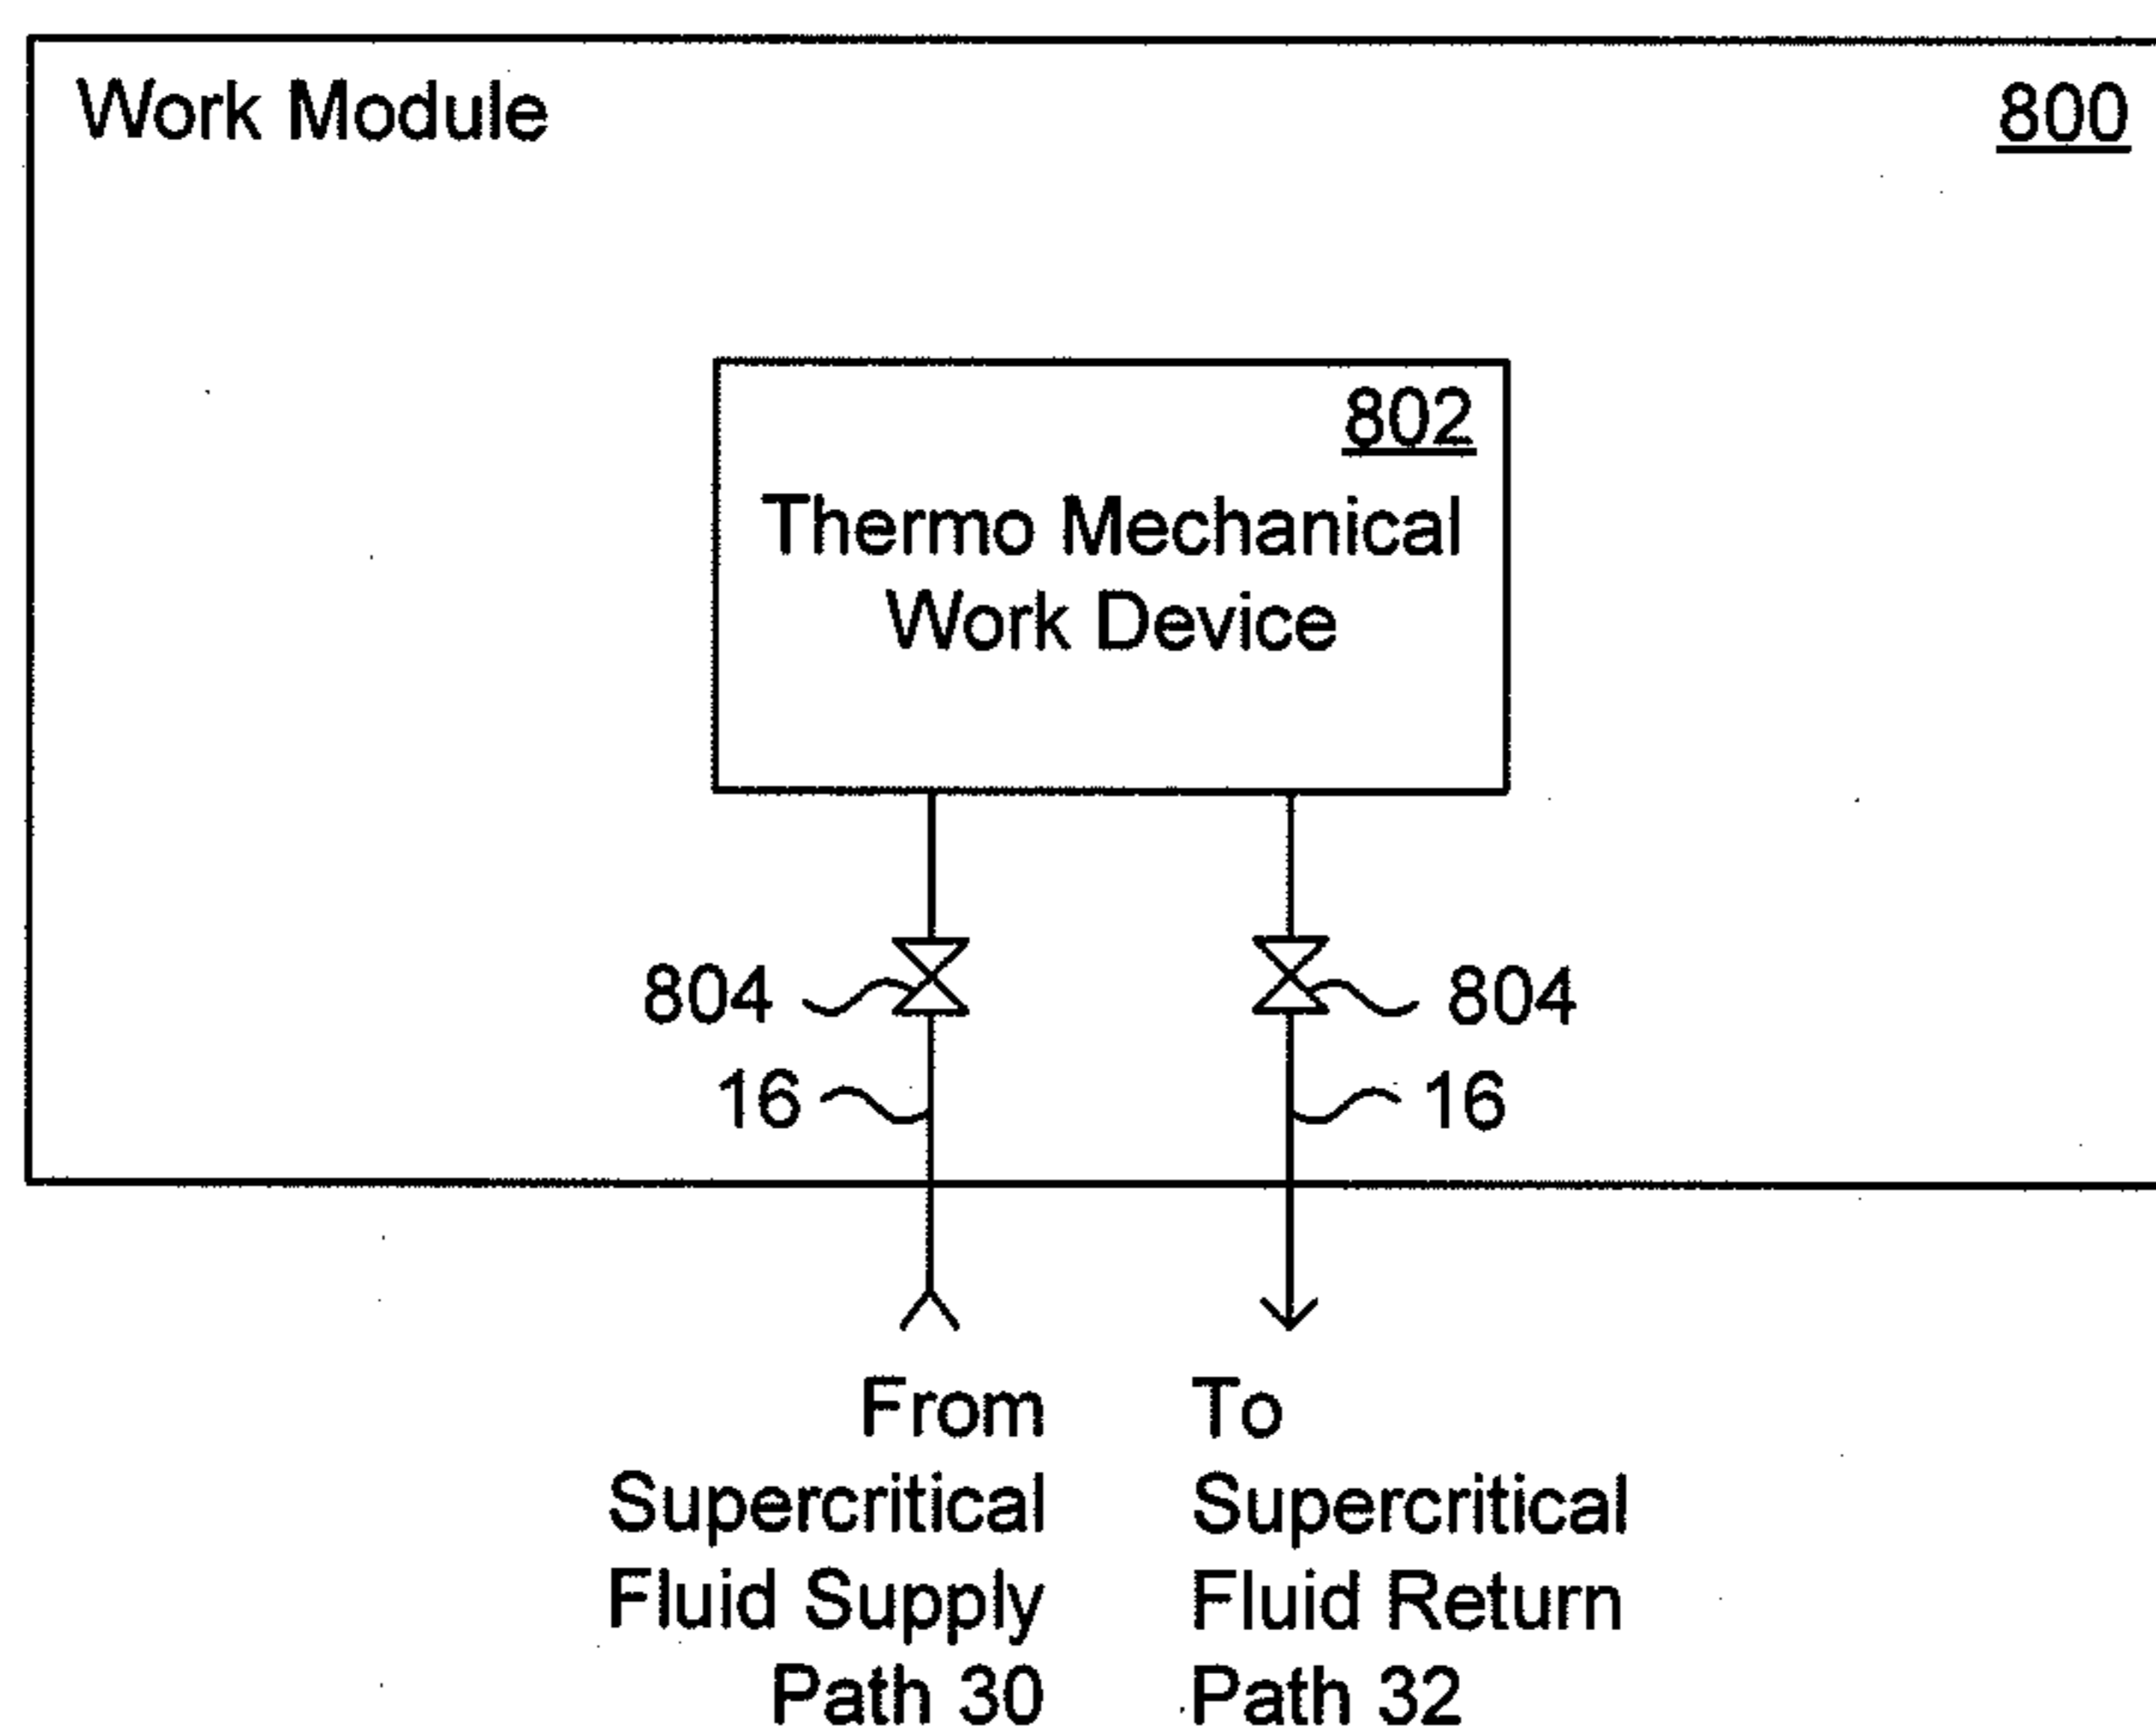 Work Module 800
802
Thermo Mechanical
Work Device
804 804
16 16
From
Supercritical
Fluid Supply
Path 30
To
Supercritical
Fluid Return
Path 32